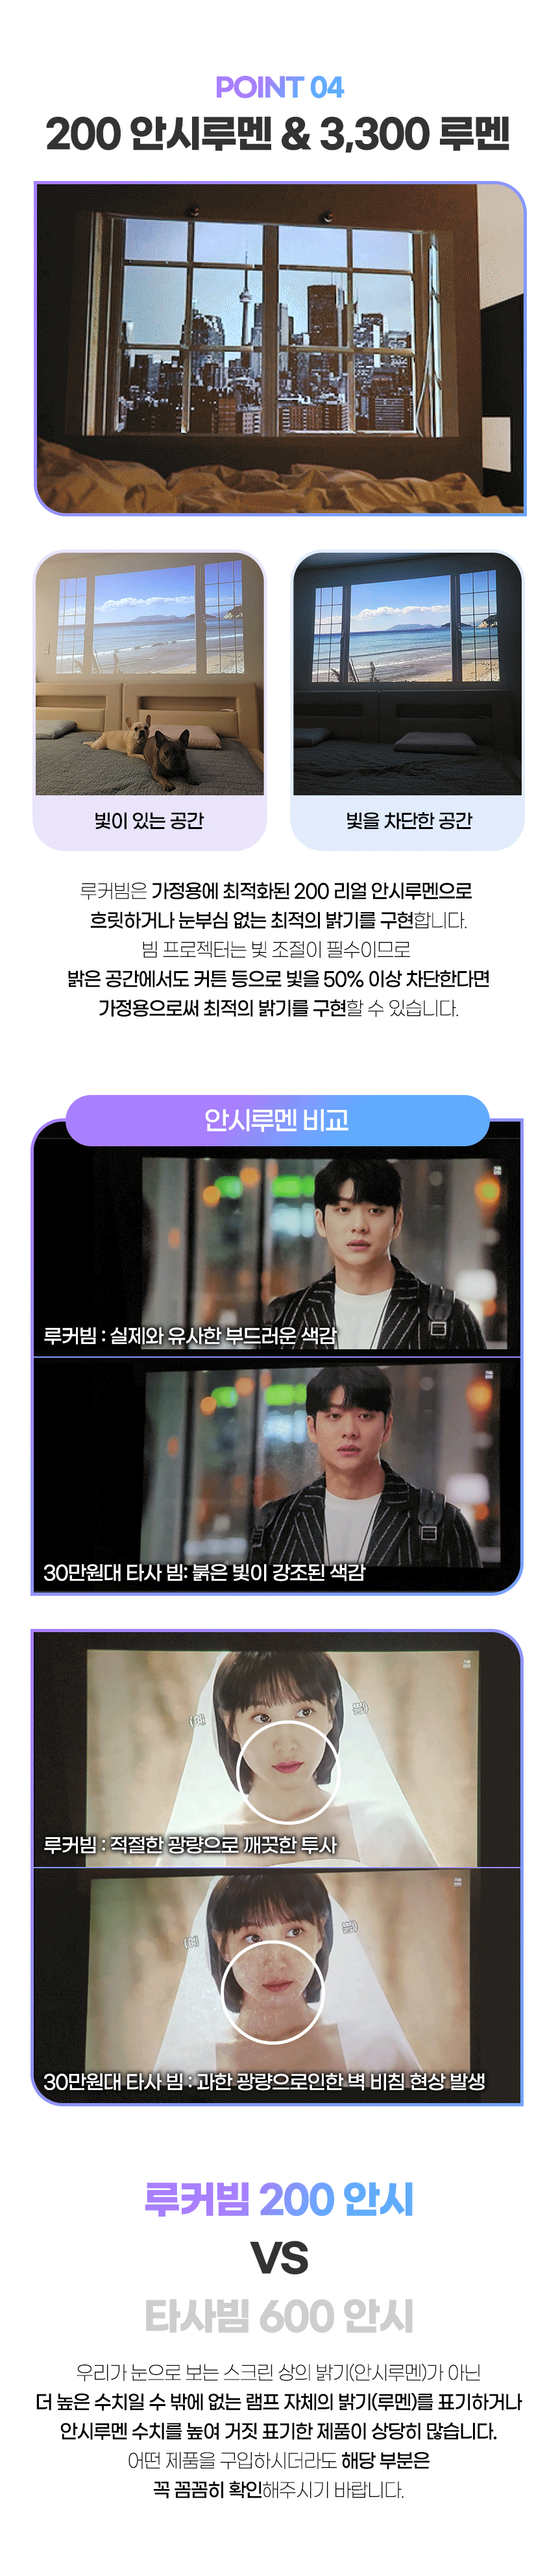 POINT 04
200 안시루멘 & 3,300 루멘
빛이 있는 공간
빛을 차단한 공간
루커빔은 가정용에 최적화된 200 리얼 안시루멘으로
흐릿하거나 눈부심 없는 최적의 밝기를 구현합니다.
빔 프로젝터는 빛 조절이 필수이므로
밝은 공간에서도 커튼 등으로 빛을 50% 이상 차단한다면
가정용으로써 최적의 밝기를 구현할 수 있습니다.
안시루멘 비교
루커빔 : 실제와 유사한 부드러운 색감
30만원대 타사 빔: 붉은 빛이 강조된 색감
루커빔 : 적절한 광량으로 깨끗한 투사
30만원대 타사 빔 : 과한 광량으로인한 벽 비침 현상 발생
루커빔 200 안시
VS
타사빔 600 안시
우리가 눈으로 보는 스크린 상의 밝기(안시루멘)가 아닌
더 높은 수치일 수 밖에 없는 램프 자체의 밝기(루멘)를 표기하거나
안시루멘 수치를 높여 거짓 표기한 제품이 상당히 많습니다.
어떤 제품을 구입하시더라도 해당 부분은
꼭 꼼꼼히 확인해주시기 바랍니다.